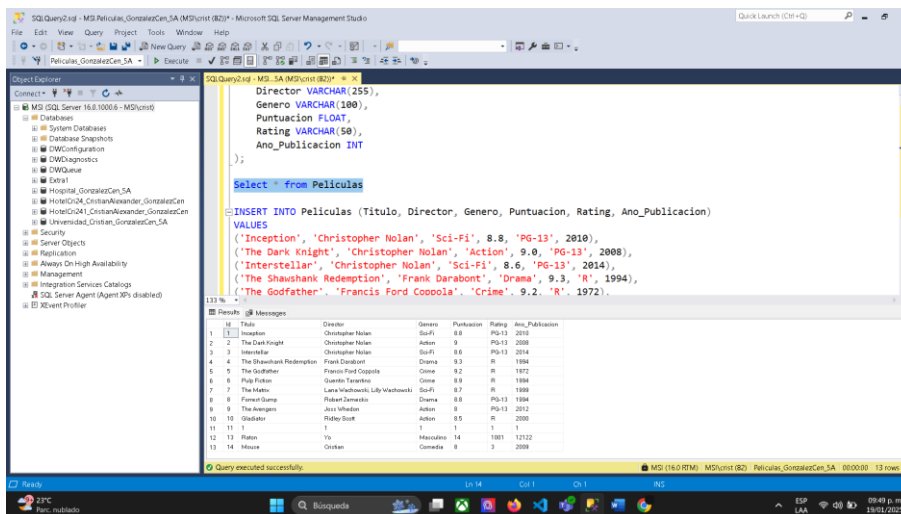 SQLQuery2.sql - MSI.Peliculas_GonzalezCen_5A (MSI\crist (82))* - Microsoft SQL Server Management Studio
Quick Launch (Ctrl+Q)
File Edit View Query Project Tools Window Help
New Query
Peliculas_GonzalezCen_5A
Execute
Object Explorer
Connect
MSI (SQL Server 16.0.1000.6 - MSI\crist)
Databases
System Databases
Database Snapshots
DWConfiguration
DWDiagnostics
DWQueue
Extra1
Hospital_GonzalezCen_5A
HotelCri24_CristianAlexander_GonzalezCen
HotelCri241_CristianAlexander_GonzalezCen
Universidad_Cristian_GonzalezCen_5A
Security
Server Objects
Replication
Always On High Availability
Management
Integration Services Catalogs
SQL Server Agent (Agent XPs disabled)
XEvent Profiler
SQLQuery2.sql - MSI...5A (MSI\crist (82))*
Director VARCHAR(255),
Genero VARCHAR(100),
Puntuacion FLOAT,
Rating VARCHAR(50),
Ano_Publicacion INT
);
Select * from Peliculas
INSERT INTO Peliculas (Titulo, Director, Genero, Puntuacion, Rating, Ano_Publicacion)
VALUES
('Inception', 'Christopher Nolan', 'Sci-Fi', 8.8, 'PG-13', 2010),
('The Dark Knight', 'Christopher Nolan', 'Action', 9.0, 'PG-13', 2008),
('Interstellar', 'Christopher Nolan', 'Sci-Fi', 8.6, 'PG-13', 2014),
('The Shawshank Redemption', 'Frank Darabont', 'Drama', 9.3, 'R', 1994),
('The Godfather', 'Francis Ford Coppola', 'Crime', 9.2, 'R', 1972),
133 %
Results Messages
Id Titulo Director Genero Puntuacion Rating Ano_Publicacion
1 1 Inception Christopher Nolan Sci-Fi 8.8 PG-13 2010
2 2 The Dark Knight Christopher Nolan Action 9 PG-13 2008
3 3 Interstellar Christopher Nolan Sci-Fi 8.6 PG-13 2014
4 4 The Shawshank Redemption Frank Darabont Drama 9.3 R 1994
5 5 The Godfather Francis Ford Coppola Crime 9.2 R 1972
6 6 Pulp Fiction Quentin Tarantino Crime 8.9 R 1994
7 7 The Matrix Lana Wachowski, Lilly Wachowski Sci-Fi 8.7 R 1999
8 8 Forrest Gump Robert Zemeckis Drama 8.8 PG-13 1994
9 9 The Avengers Joss Whedon Action 8 PG-13 2012
10 10 Gladiator Ridley Scott Action 8.5 R 2000
11 11 1 1 1 1 1 1
12 13 Raton Yo Masculino 14 1001 12122
13 14 Mouse Cristian Comedia 8 3 2009
Query executed successfully.
MSI (16.0 RTM) MSI\crist (82) Peliculas_GonzalezCen_5A 00:00:00 13 rows
Ready
Ln 14 Col 1 Ch 1 INS
23°C
Parc. nublado
Búsqueda
ESP
LAA
09:49 p. m.